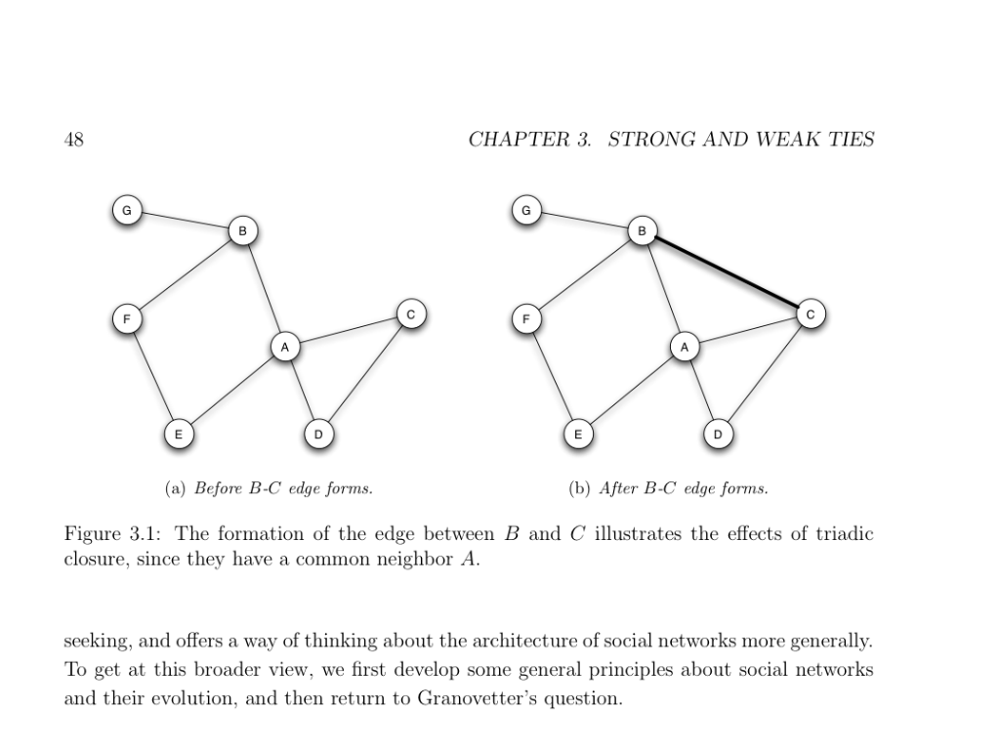 48 CHAPTER 3. STRONG AND WEAK TIES
G
B
F
C
A
E
D
G
B
F
C
A
E
D
(a) Before B-C edge forms.
(b) After B-C edge forms.
Figure 3.1: The formation of the edge between B and C illustrates the effects of triadic
closure, since they have a common neighbor A.
seeking, and offers a way of thinking about the architecture of social networks more generally.
To get at this broader view, we first develop some general principles about social networks
and their evolution, and then return to Granovetter's question.